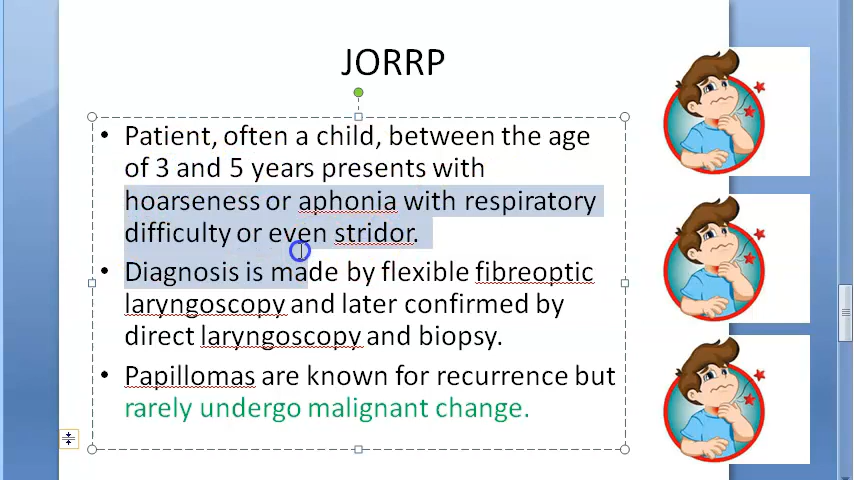 JORRP
• Patient, often a child, between the age
of 3 and 5 years presents with
hoarseness or aphonia with respiratory
difficulty or even stridor.
• Diagnosis is made by flexible fibreoptic
laryngoscopy and later confirmed by
direct laryngoscopy and biopsy.
• Papillomas are known for recurrence but
rarely undergo malignant change.